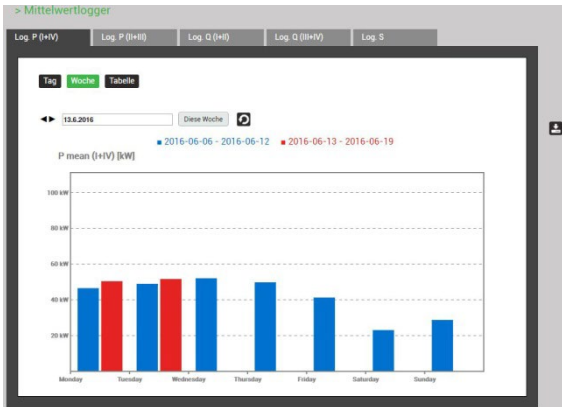 > Mittelwertlogger
Log. P (I+IV) Log. P (II+III) Log. Q (I+II) Log. Q (III+IV) Log. S
Tag Woche Tabelle
13.6.2016 Diese Woche
2016-06-06 - 2016-06-12 2016-06-13 - 2016-06-19
P mean (I+IV) [kW]
100 kW
80 kW
60 kW
40 kW
20 kW
Monday Tuesday Wednesday Thursday Friday Saturday Sunday